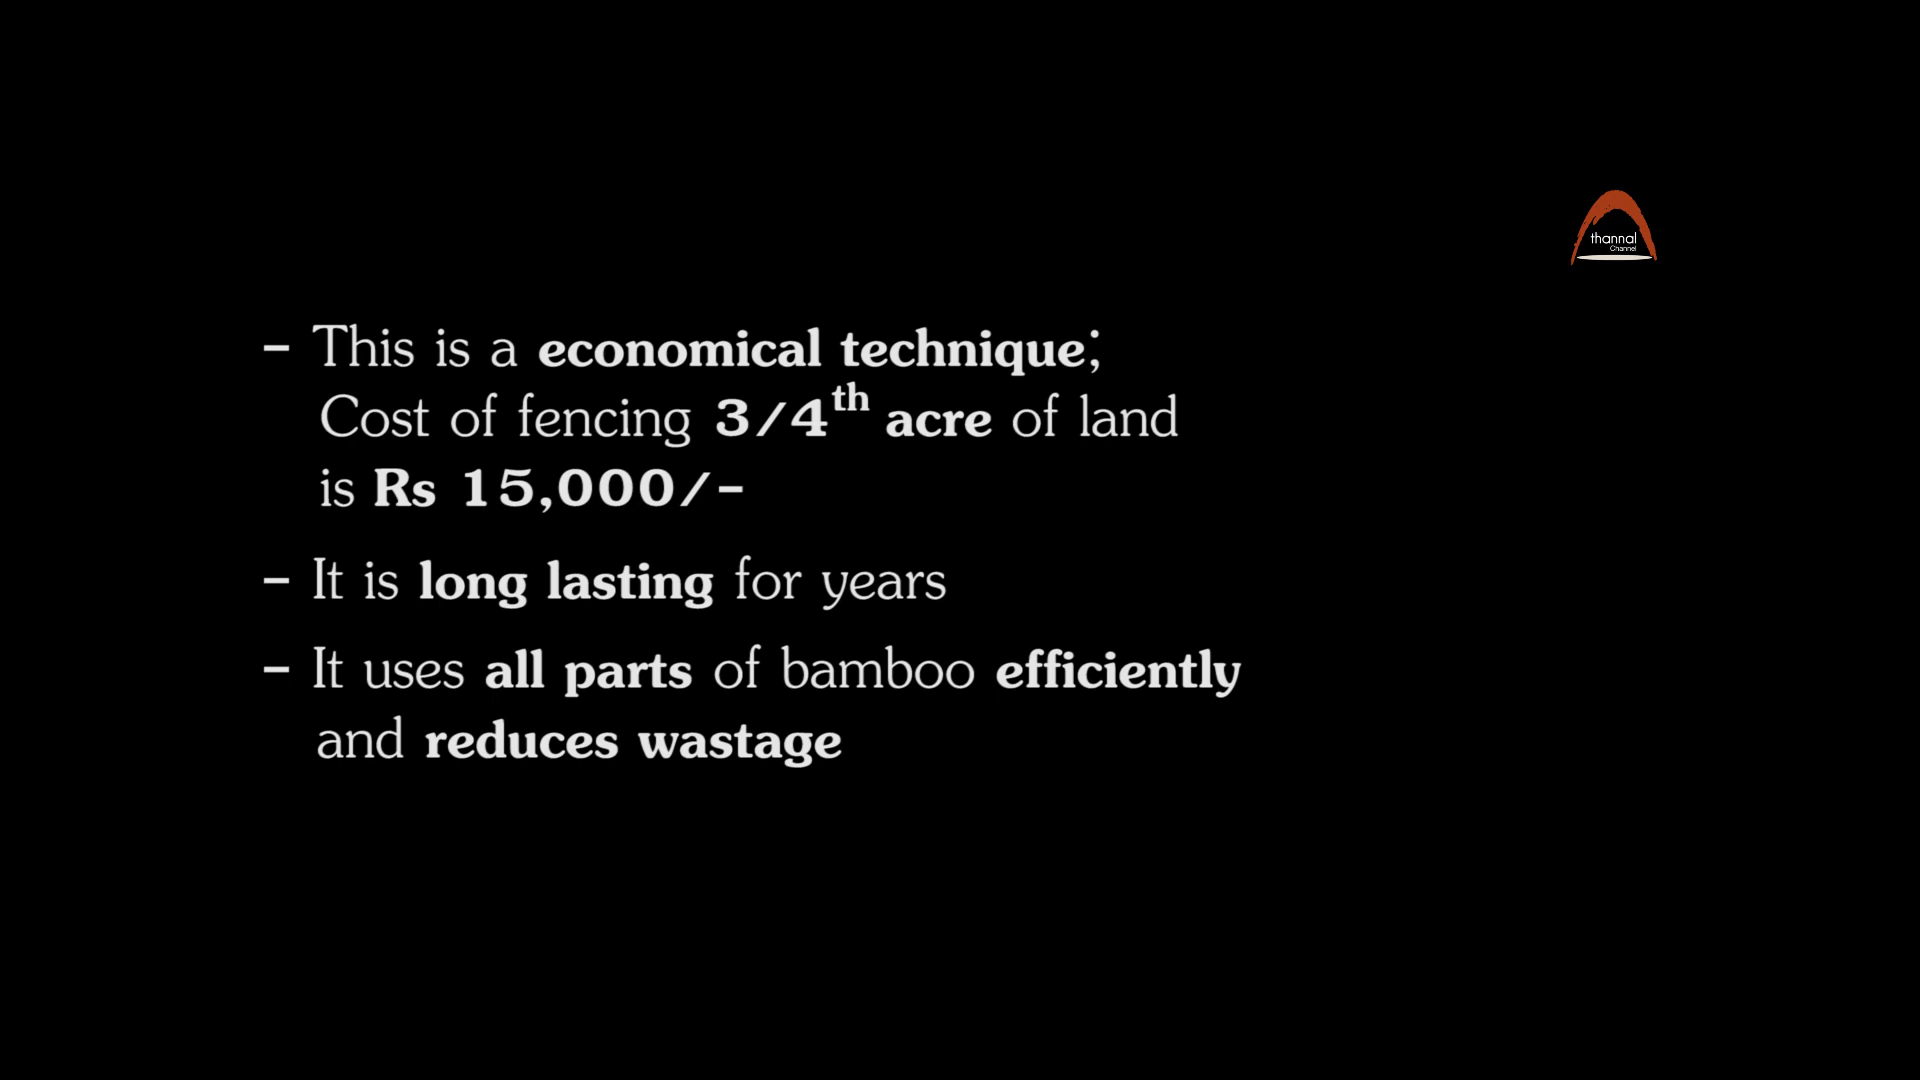 thannal
Channel
– This is a economical technique;
Cost of fencing 3/4th acre of land
is Rs 15,000/–
– It is long lasting for years
– It uses all parts of bamboo efficiently
and reduces wastage